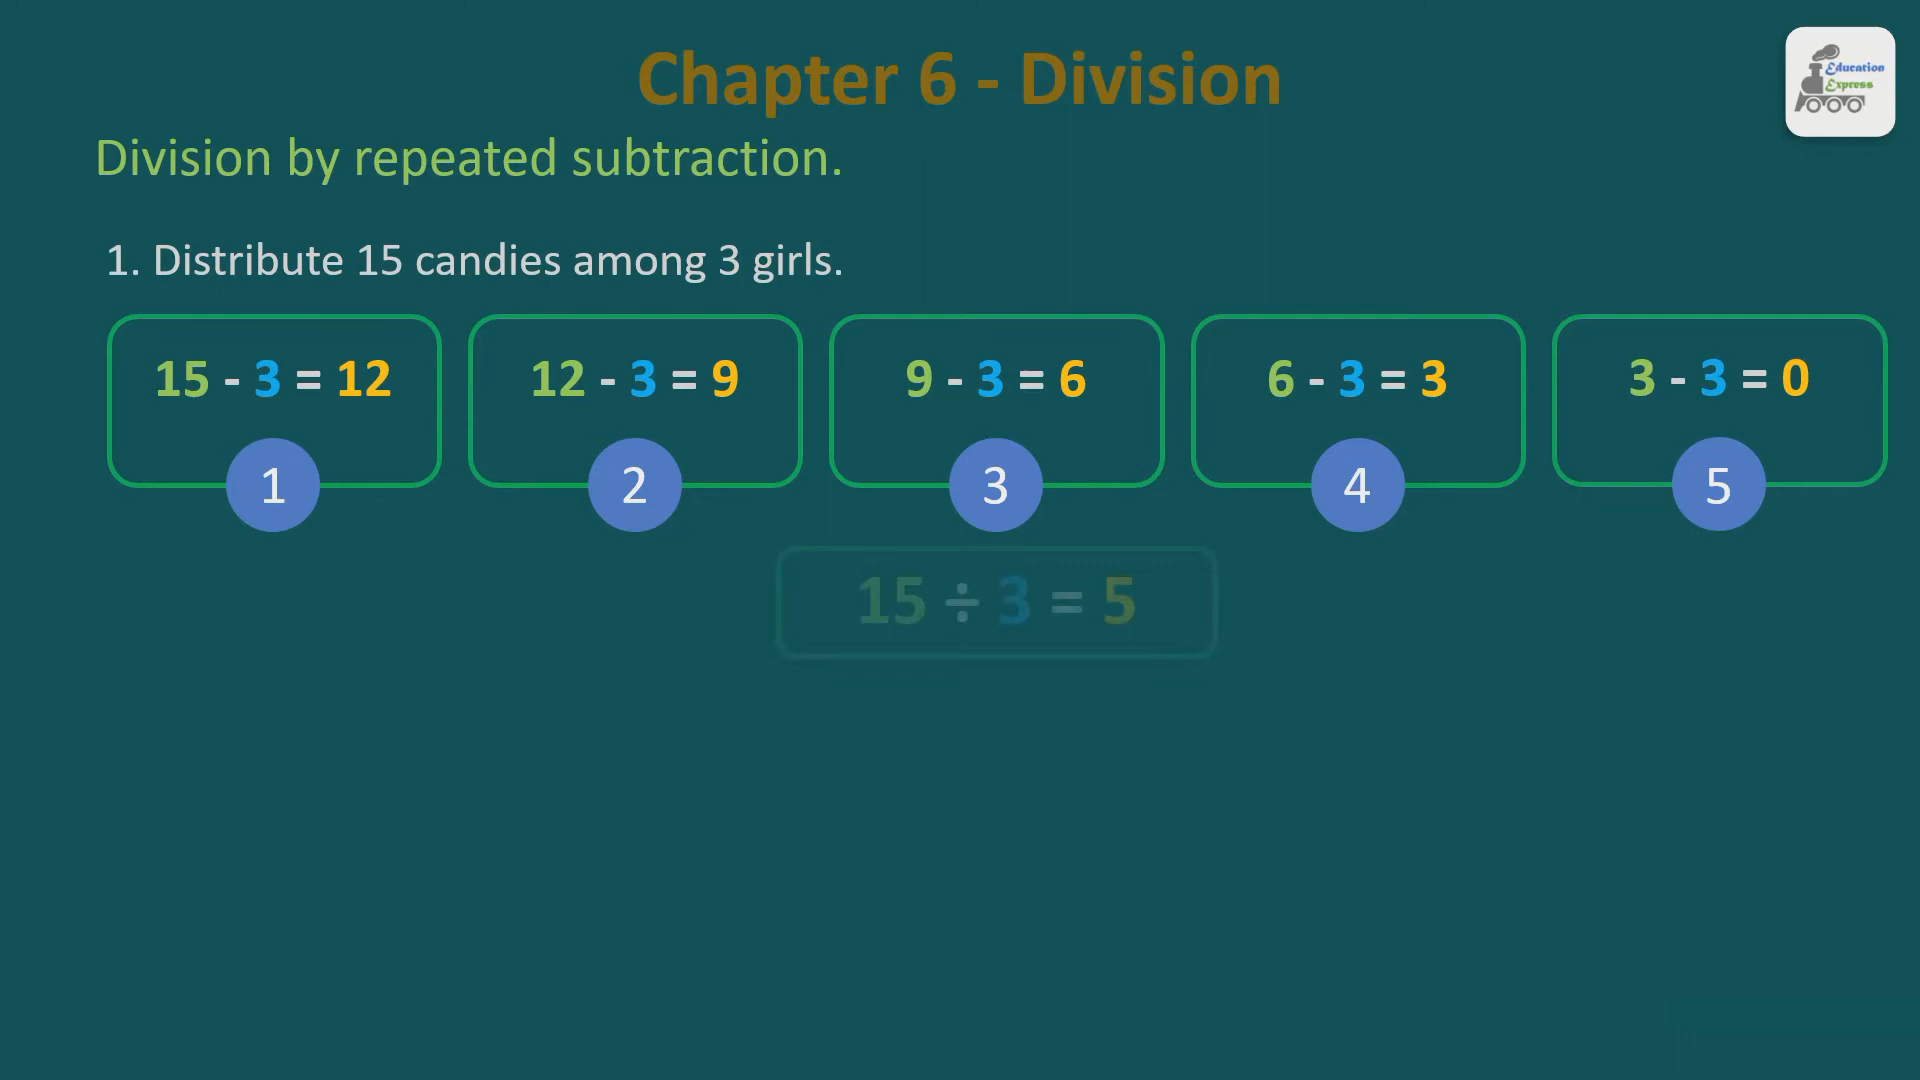 Chapter 6 - Division
Education
Express
Division by repeated subtraction.
1. Distribute 15 candies among 3 girls.
15 - 3 = 12
12 - 3 = 9
9 - 3 = 6
6 - 3 = 3
3 - 3 = 0
1
2
3
4
5
15 ÷ 3 = 5